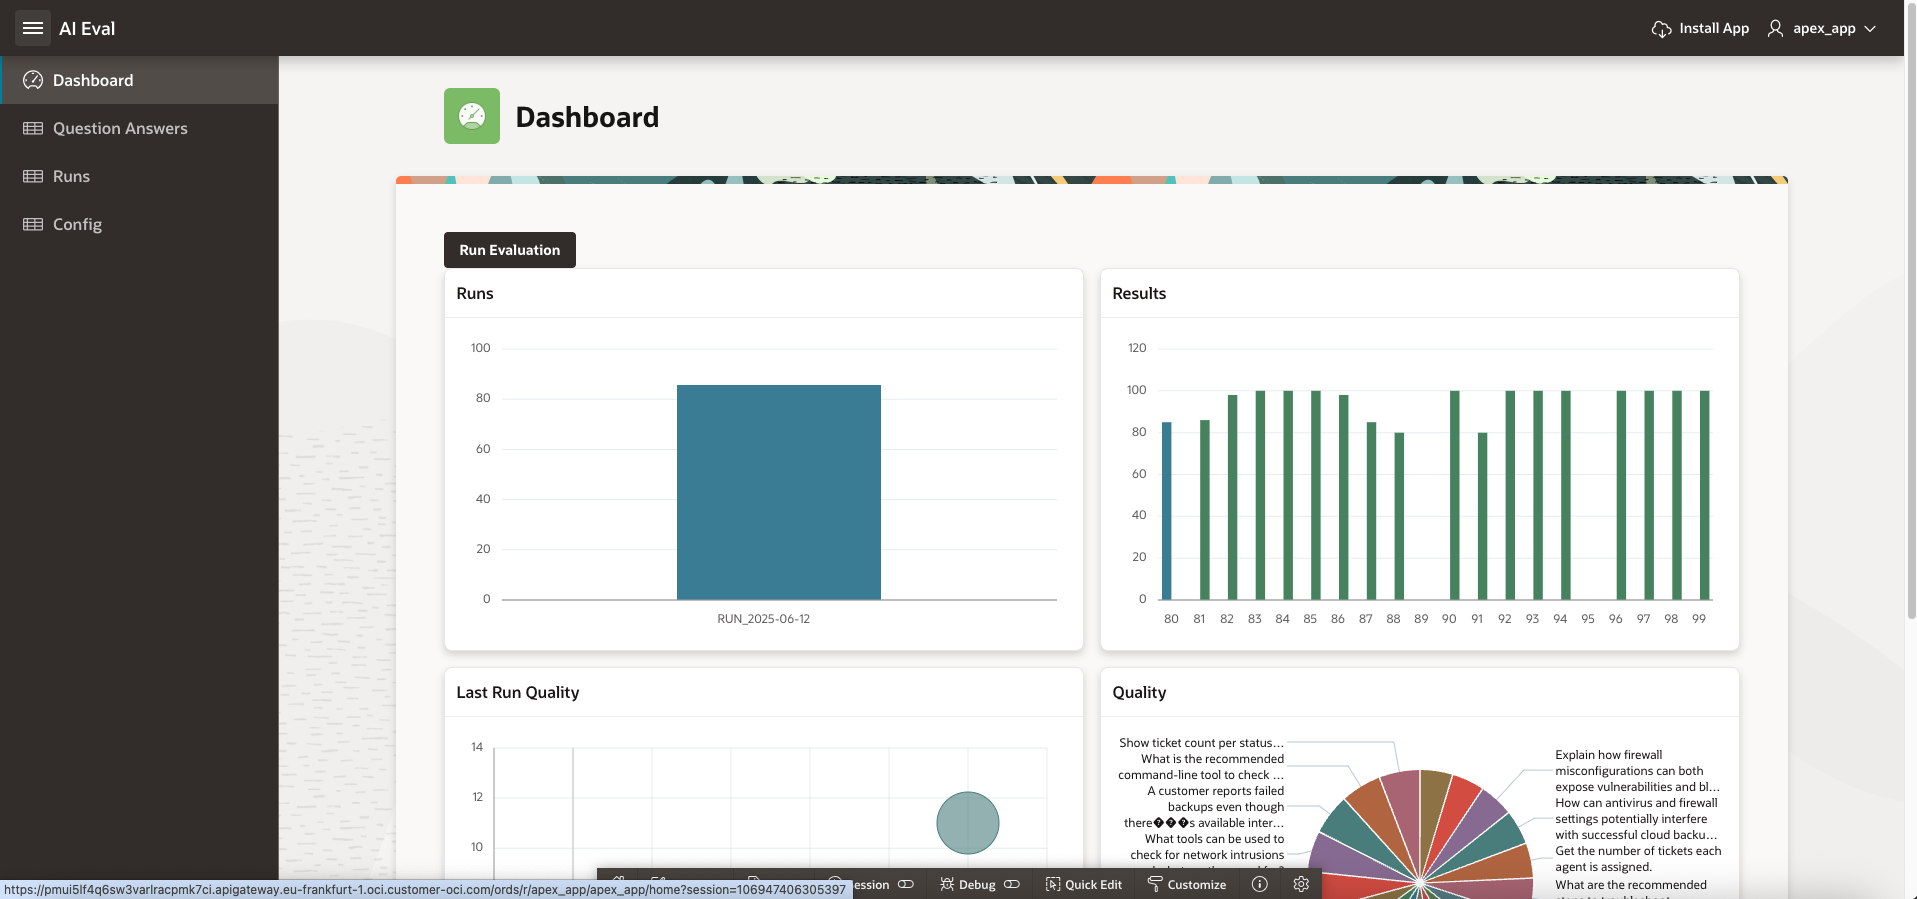 AI Eval
Install App
apex_app
Dashboard
Question Answers
Runs
Config
Dashboard
Run Evaluation
Runs
100
80
60
40
20
0
RUN_2025-06-12
Results
120
100
80
60
40
20
0
80 81 82 83 84 85 86 87 88 89 90 91 92 93 94 95 96 97 98 99
Last Run Quality
14
12
10
Quality
Show ticket count per status...
What is the recommended
command-line tool to check ...
A customer reports failed
backups even though
there���s available inter...
What tools can be used to
check for network intrusions
Explain how firewall
misconfigurations can both
expose vulnerabilities and bl...
How can antivirus and firewall
settings potentially interfere
with successful cloud backu...
Get the number of tickets each
agent is assigned.
What are the recommended
https://pmui5lf4q6sw3varlracpmk7ci.apigateway.eu-frankfurt-1.oci.customer-oci.com/ords/r/apex_app/apex_app/home?session=106947406305397
ession
Debug
Quick Edit
Customize